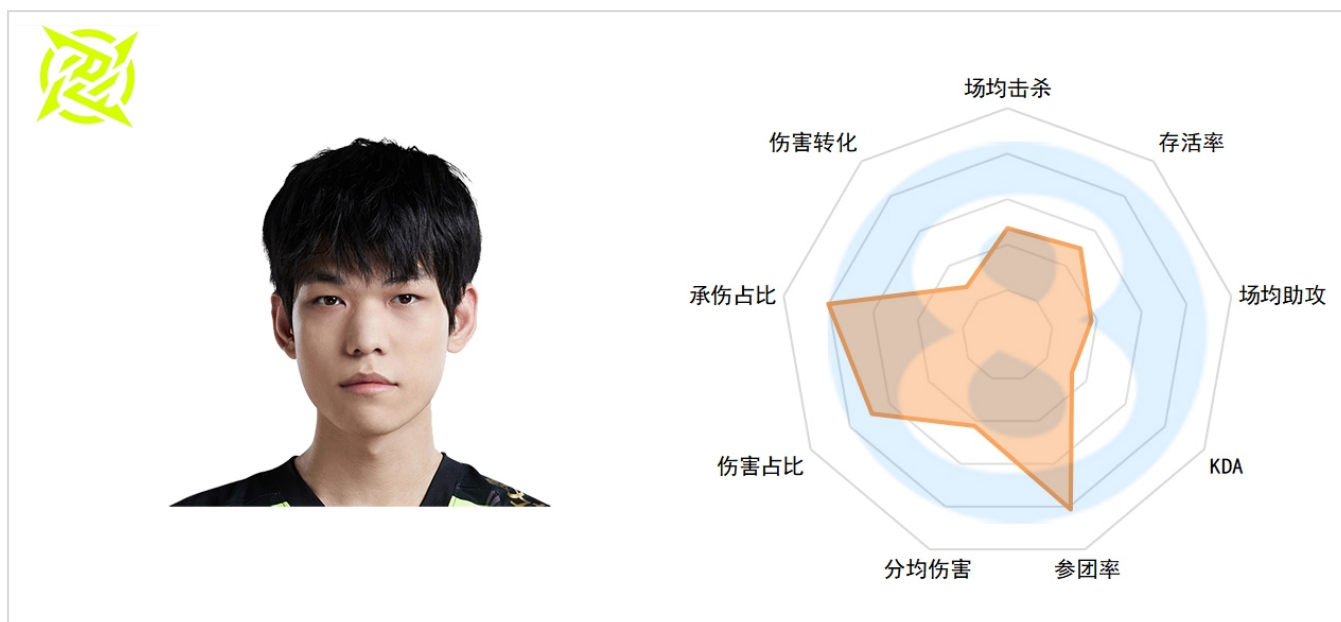 场均击杀
伤害转化
存活率
承伤占比
场均助攻
伤害占比
KDA
分均伤害
参团率